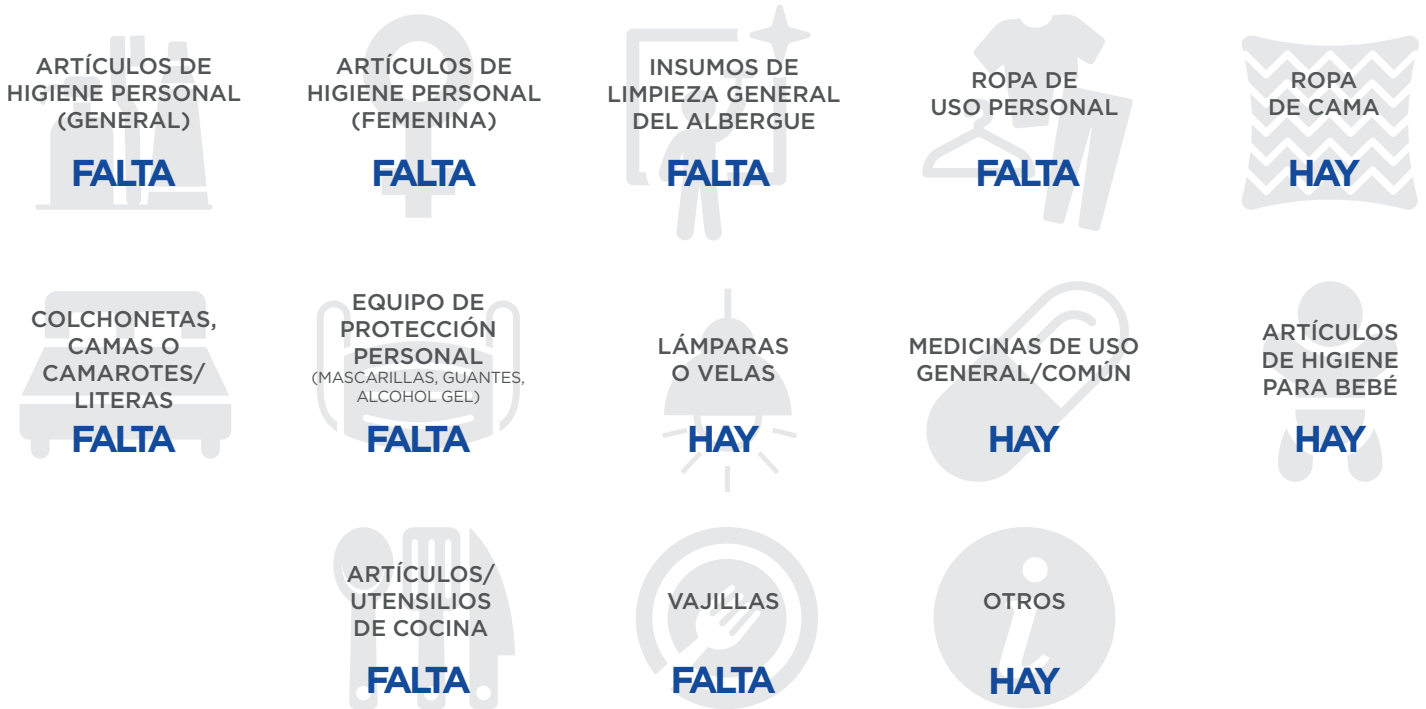 ARTÍCULOS DE
HIGIENE PERSONAL
(GENERAL)
FALTA
ARTÍCULOS DE
HIGIENE PERSONAL
(FEMENINA)
FALTA
INSUMOS DE
LIMPIEZA GENERAL
DEL ALBERGUE
FALTA
ROPA DE
USO PERSONAL
FALTA
ROPA
DE CAMA
HAY
COLCHONETAS,
CAMAS O
CAMAROTES/
LITERAS
FALTA
EQUIPO DE
PROTECCIÓN
PERSONAL
(MASCARILLAS, GUANTES,
ALCOHOL GEL)
FALTA
LÁMPARAS
O VELAS
HAY
MEDICINAS DE USO
GENERAL/COMÚN
HAY
ARTÍCULOS
DE HIGIENE
PARA BEBÉ
HAY
ARTÍCULOS/
UTENSILIOS
DE COCINA
FALTA
VAJILLAS
FALTA
OTROS
HAY